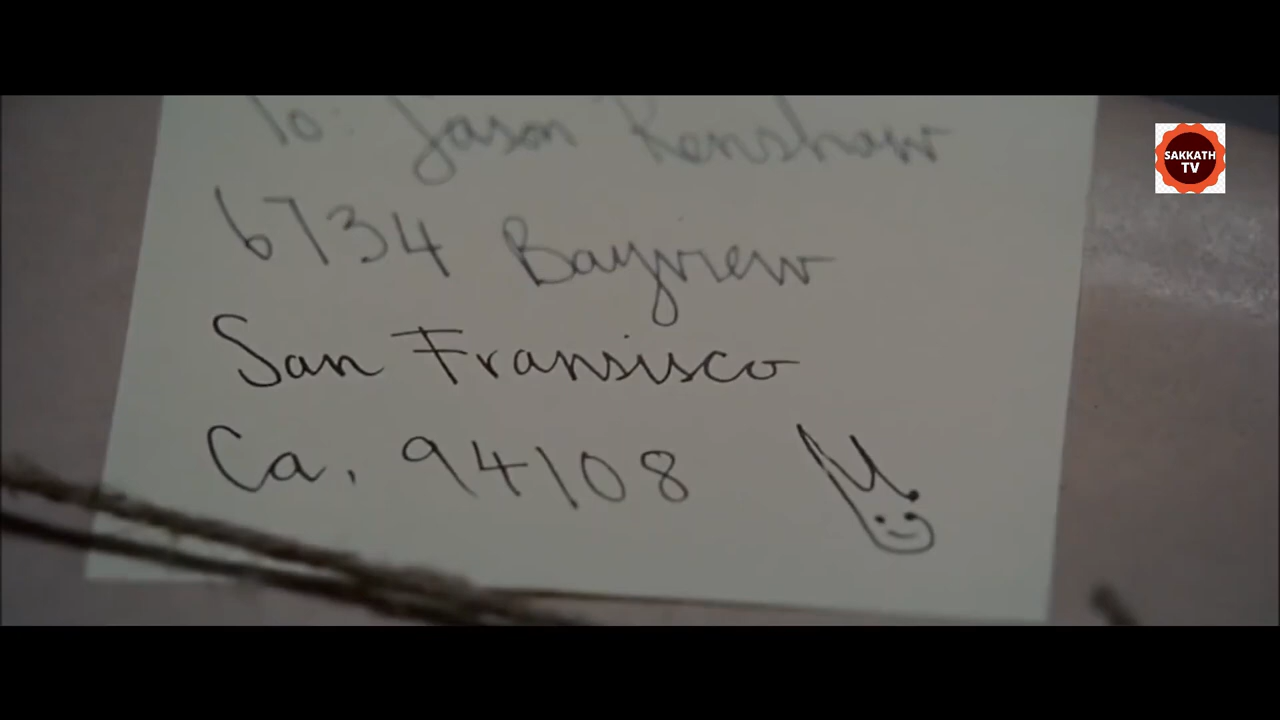 To: Jason Renshaw
6734 Bayview
San Fransisco
Ca. 94108
SAKKATH
TV